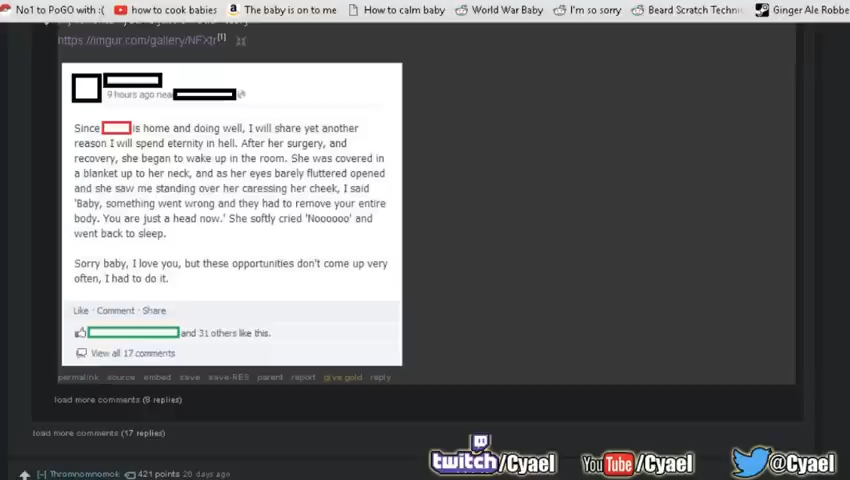 No1 to PoGO with :( how to cook babies The baby is on to me How to calm baby World War Baby I'm so sorry Beard Scratch Technic Ginger Ale Robbe
https://imgur.com/gallery/NFXtr[1]
9 hours ago nea
Since is home and doing well, I will share yet another
reason I will spend eternity in hell. After her surgery, and
recovery, she began to wake up in the room. She was covered in
a blanket up to her neck, and as her eyes barely fluttered opened
and she saw me standing over her caressing her cheek, I said
'Baby, something went wrong and they had to remove your entire
body. You are just a head now.' She softly cried 'Noooooo' and
went back to sleep.
Sorry baby, I love you, but these opportunities don't come up very
often, I had to do it.
Like · Comment · Share
and 31 others like this.
View all 17 comments
permalink source embed save save-RES parent report give gold reply
load more comments (8 replies)
load more comments (17 replies)
[–] Thromnomnomok 421 points 20 days ago
twitch/Cyael YouTube/Cyael @Cyael